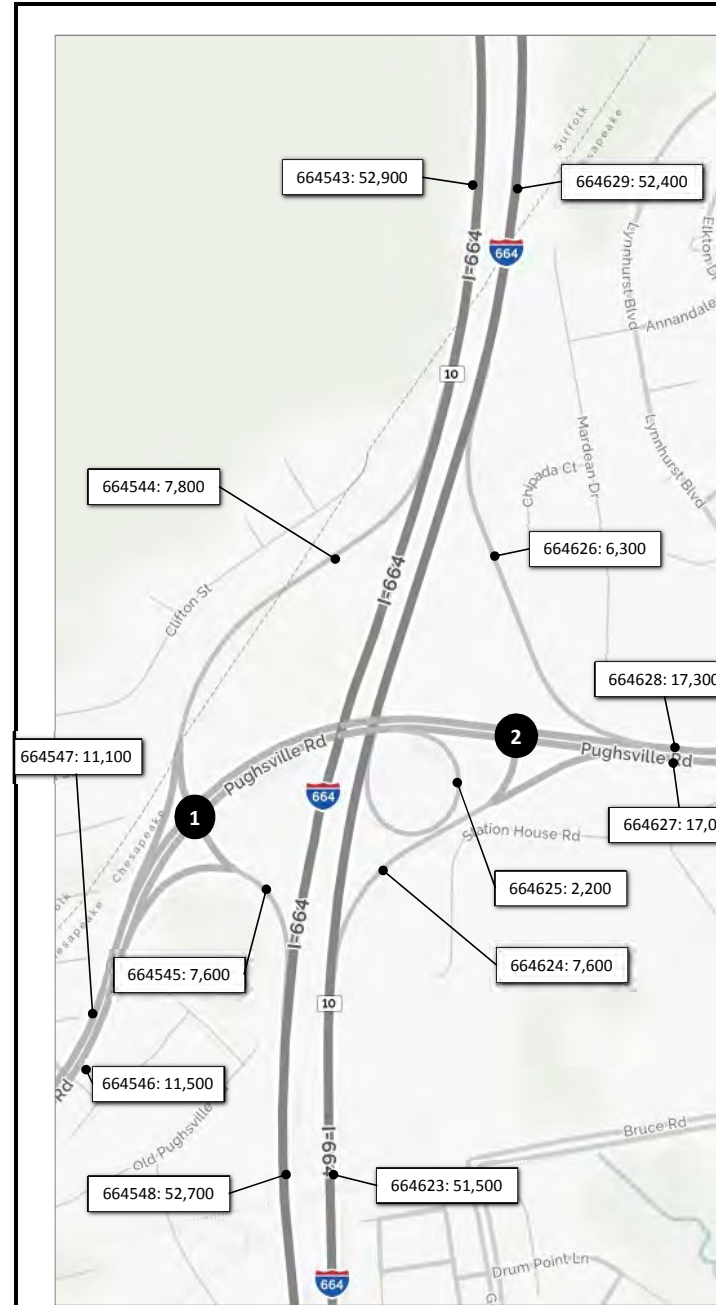 Suffolk
Chesapeake
664543: 52,900
664629: 52,400
I-664
664
Lynnhurst Blvd
Elkton Dr
Annandale
10
Mardean Dr
Lynnhurst Blvd
Chipada Ct
664544: 7,800
664626: 6,300
I-664
Clifton St
664628: 17,300
2
Pughsville Rd
664547: 11,100
Pughsville Rd
664
1
664627: 17,0
Station House Rd
Chesapeake
664625: 2,200
I-664
664545: 7,600
664624: 7,600
10
664546: 11,500
Rd
Old Pughsville
Bruce Rd
I-664
664548: 52,700
664623: 51,500
Drum Point Ln
664
G